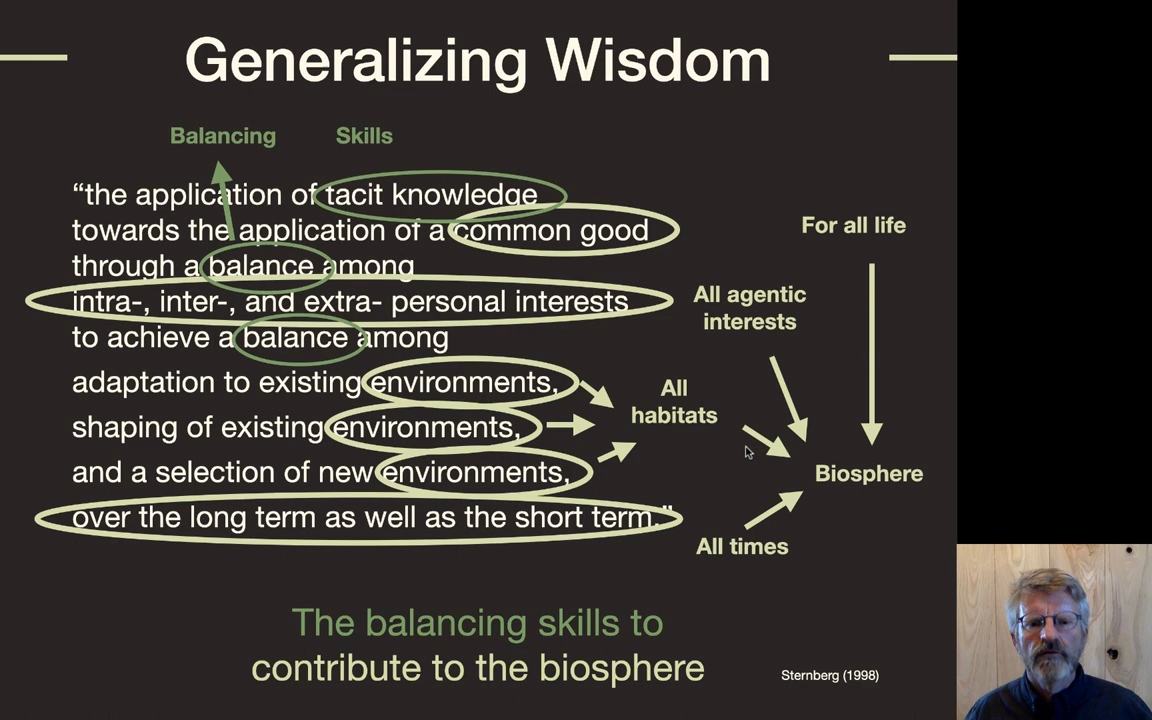 Generalizing Wisdom
Balancing Skills
“the application of tacit knowledge
towards the application of a common good
through a balance among
intra-, inter-, and extra- personal interests
to achieve a balance among
adaptation to existing environments,
shaping of existing environments,
and a selection of new environments,
over the long term as well as the short term.”
For all life
All agentic
interests
All
habitats
Biosphere
All times
The balancing skills to
contribute to the biosphere
Sternberg (1998)